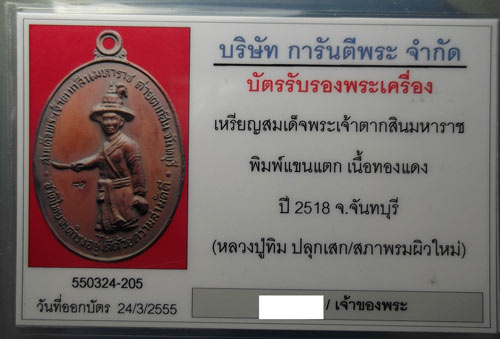 บริษัท การันตีพระ จำกัด
บัตรรับรองพระเครื่อง
เหรียญสมเด็จพระเจ้าตากสินมหาราช
พิมพ์แขนแตก เนื้อทองแดง
ปี 2518 จ.จันทบุรี
(หลวงปู่ทิม ปลุกเสก/สภาพรมผิวใหม่)
550324-205
วันที่ออกบัตร 24/3/2555
/ เจ้าของพระ